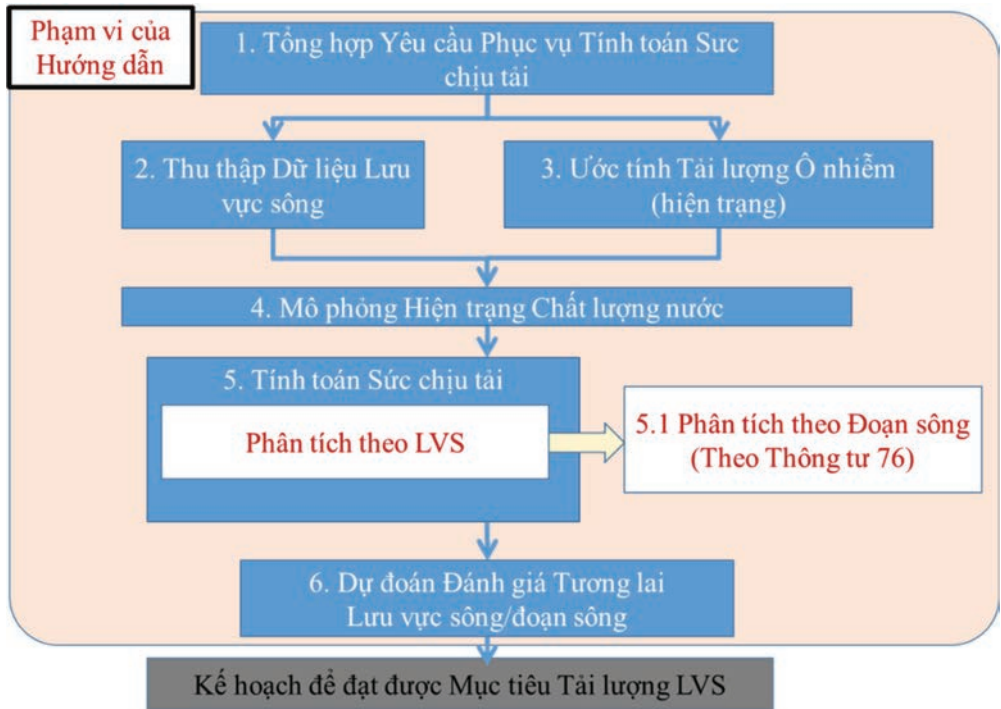 Phạm vi của
Hướng dẫn
1. Tổng hợp Yêu cầu Phục vụ Tính toán Sưc
chịu tải
2. Thu thập Dữ liệu Lưu
vực sông
3. Ước tính Tải lượng Ô nhiễm
(hiện trạng)
4. Mô phỏng Hiện trạng Chất lượng nước
5. Tính toán Sức chịu tải
Phân tích theo LVS
5.1 Phân tích theo Đoạn sông
(Theo Thông tư 76)
6. Dự đoán Đánh giá Tương lai
Lưu vực sông/đoạn sông
Kế hoạch để đạt được Mục tiêu Tải lượng LVS